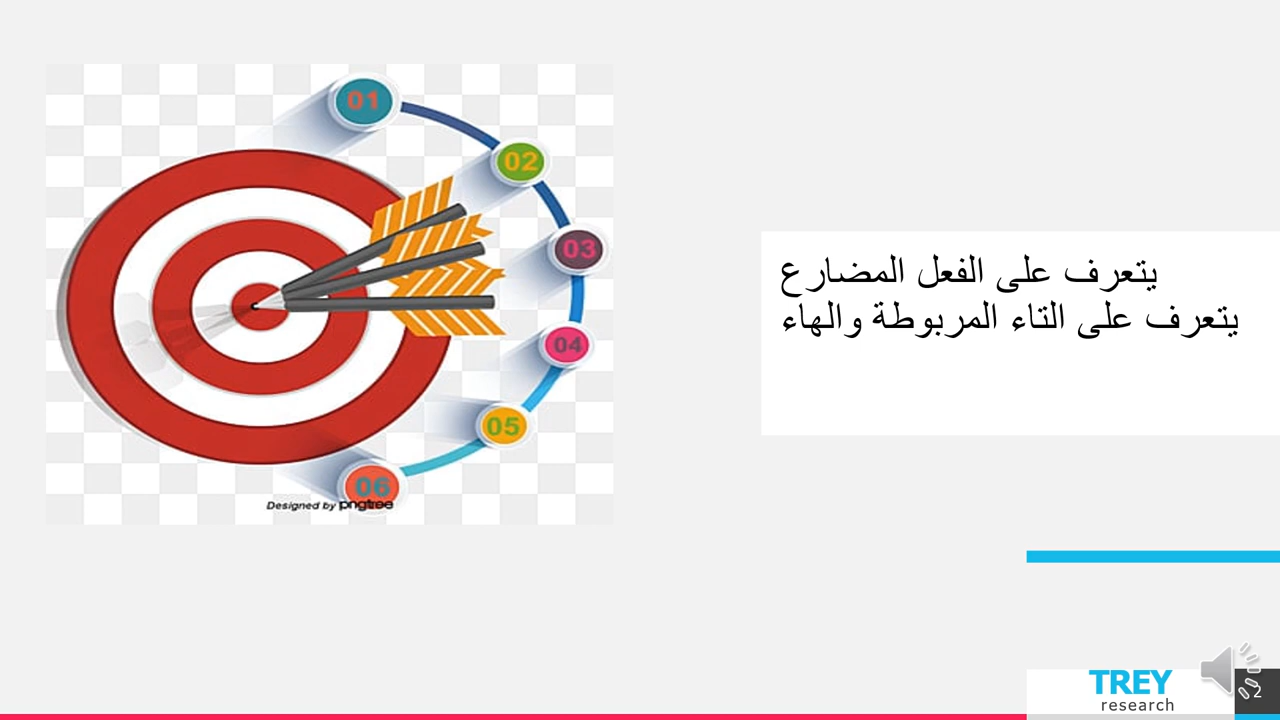 01
02
03
04
05
06
Designed by pngtree
يتعرف على الفعل المضارع
يتعرف على التاء المربوطة والهاء
TREY
research
2